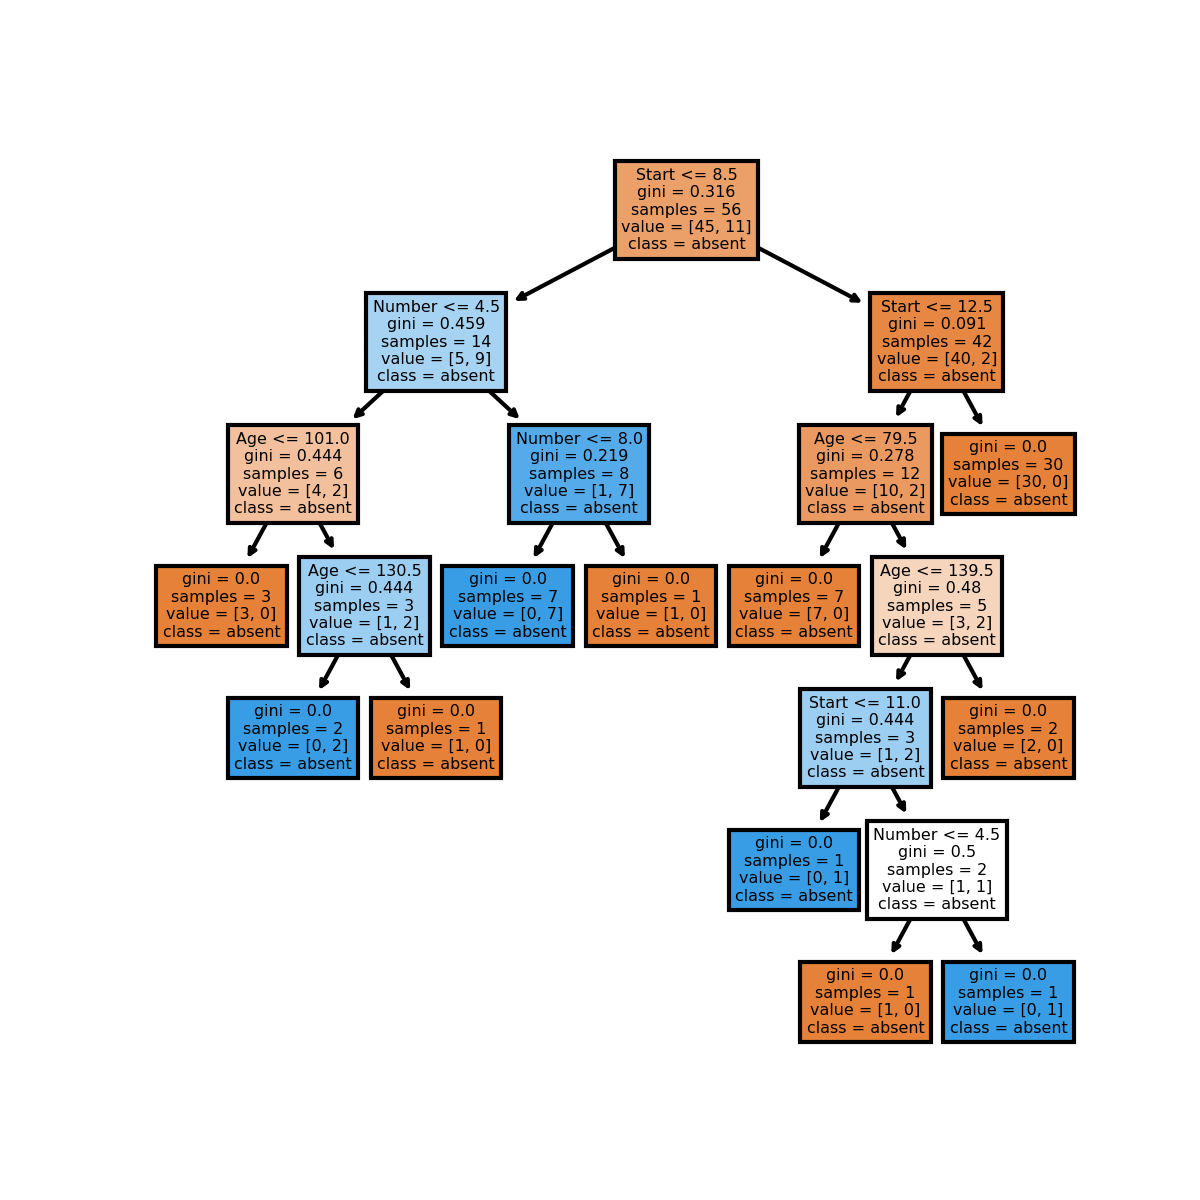 Start <= 8.5
gini = 0.316
samples = 56
value = [45, 11]
class = absent
Number <= 4.5
gini = 0.459
samples = 14
value = [5, 9]
class = absent
Start <= 12.5
gini = 0.091
samples = 42
value = [40, 2]
class = absent
Age <= 101.0
gini = 0.444
samples = 6
value = [4, 2]
class = absent
Number <= 8.0
gini = 0.219
samples = 8
value = [1, 7]
class = absent
Age <= 79.5
gini = 0.278
samples = 12
value = [10, 2]
class = absent
gini = 0.0
samples = 30
value = [30, 0]
class = absent
gini = 0.0
samples = 3
value = [3, 0]
class = absent
Age <= 130.5
gini = 0.444
samples = 3
value = [1, 2]
class = absent
gini = 0.0
samples = 7
value = [0, 7]
class = absent
gini = 0.0
samples = 1
value = [1, 0]
class = absent
gini = 0.0
samples = 7
value = [7, 0]
class = absent
Age <= 139.5
gini = 0.48
samples = 5
value = [3, 2]
class = absent
gini = 0.0
samples = 2
value = [0, 2]
class = absent
gini = 0.0
samples = 1
value = [1, 0]
class = absent
Start <= 11.0
gini = 0.444
samples = 3
value = [1, 2]
class = absent
gini = 0.0
samples = 2
value = [2, 0]
class = absent
gini = 0.0
samples = 1
value = [0, 1]
class = absent
Number <= 4.5
gini = 0.5
samples = 2
value = [1, 1]
class = absent
gini = 0.0
samples = 1
value = [1, 0]
class = absent
gini = 0.0
samples = 1
value = [0, 1]
class = absent